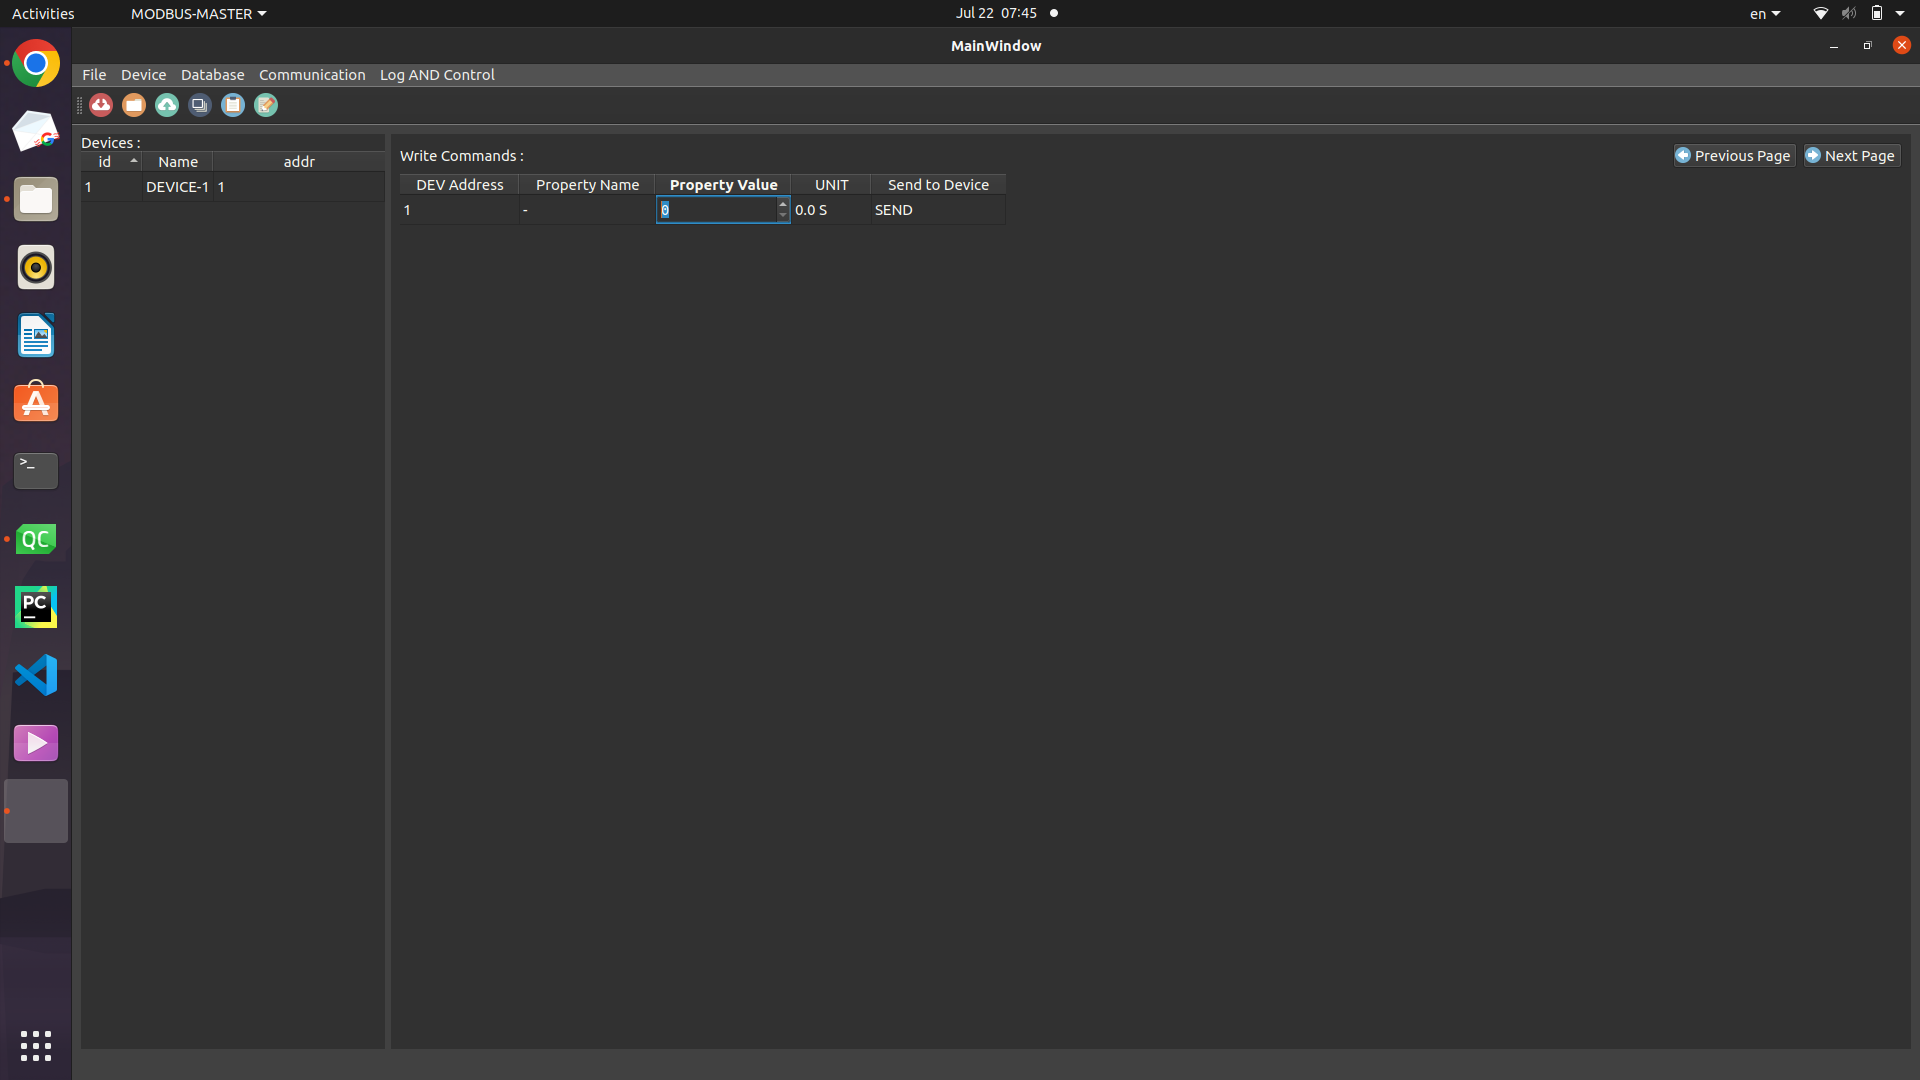 Activities
MODBUS-MASTER
Jul 22 07:45
en
MainWindow
File Device Database Communication Log AND Control
Devices :
id Name addr
1 DEVICE-1 1
Write Commands :
Previous Page Next Page
DEV Address Property Name Property Value UNIT Send to Device
1 - 0 0.0 S SEND
>_
QC
PC